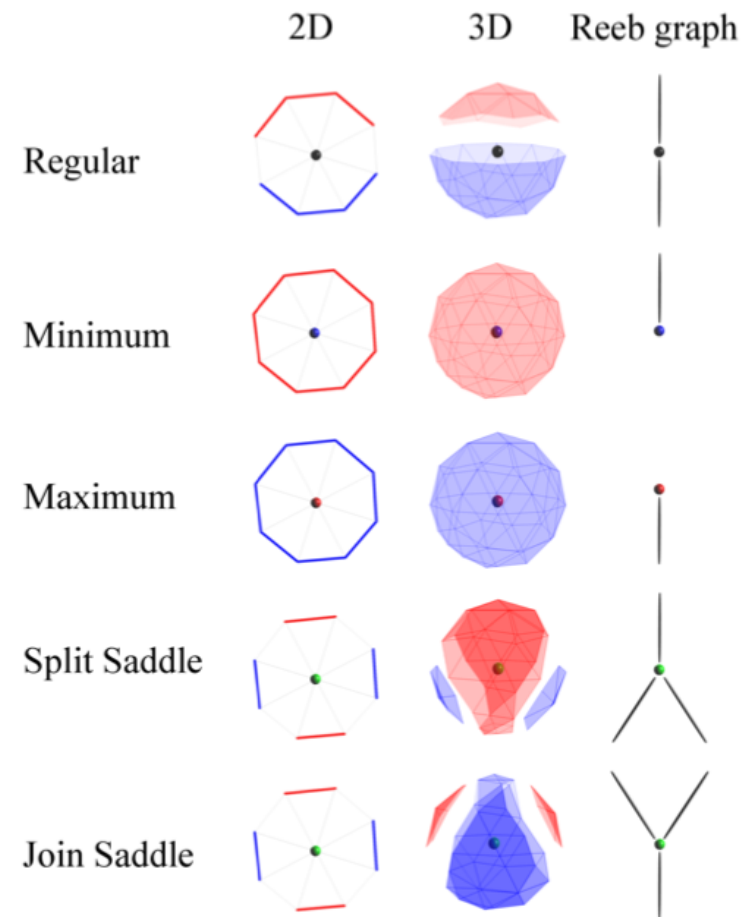 2D 3D Reeb graph
Regular
Minimum
Maximum
Split Saddle
Join Saddle